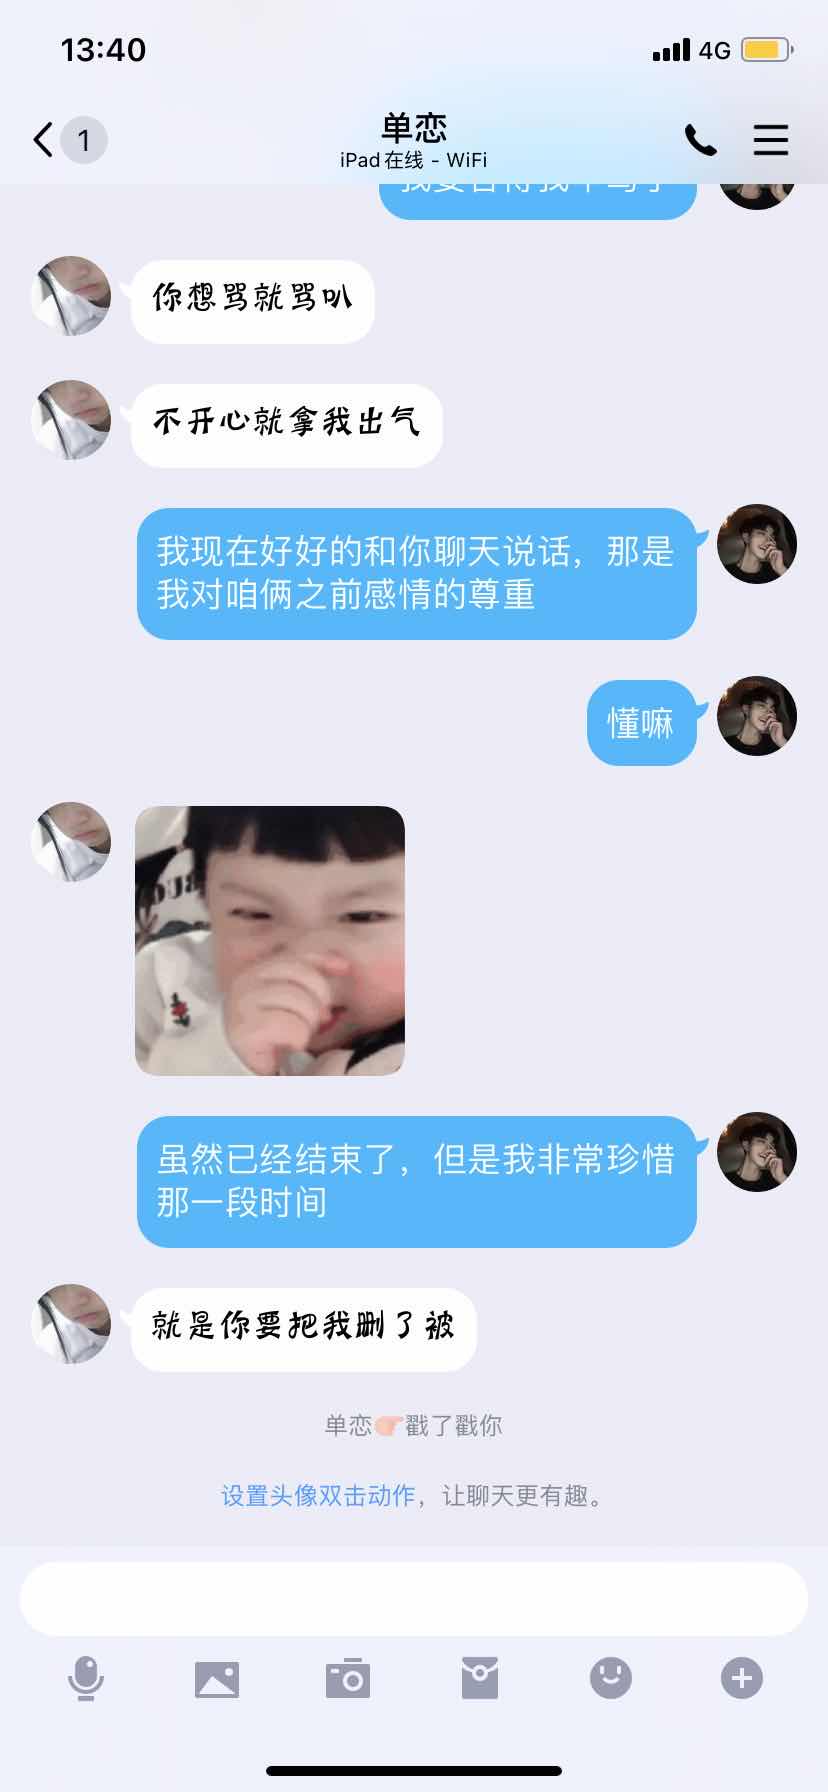 13:40
4G
1
单恋
iPad在线 - WiFi
你想骂就骂叭
不开心就拿我出气
我现在好好的和你聊天说话，那是
我对咱俩之前感情的尊重
懂嘛
虽然已经结束了，但是我非常珍惜
那一段时间
就是你要把我删了被
单恋👉戳了戳你
设置头像双击动作，让聊天更有趣。